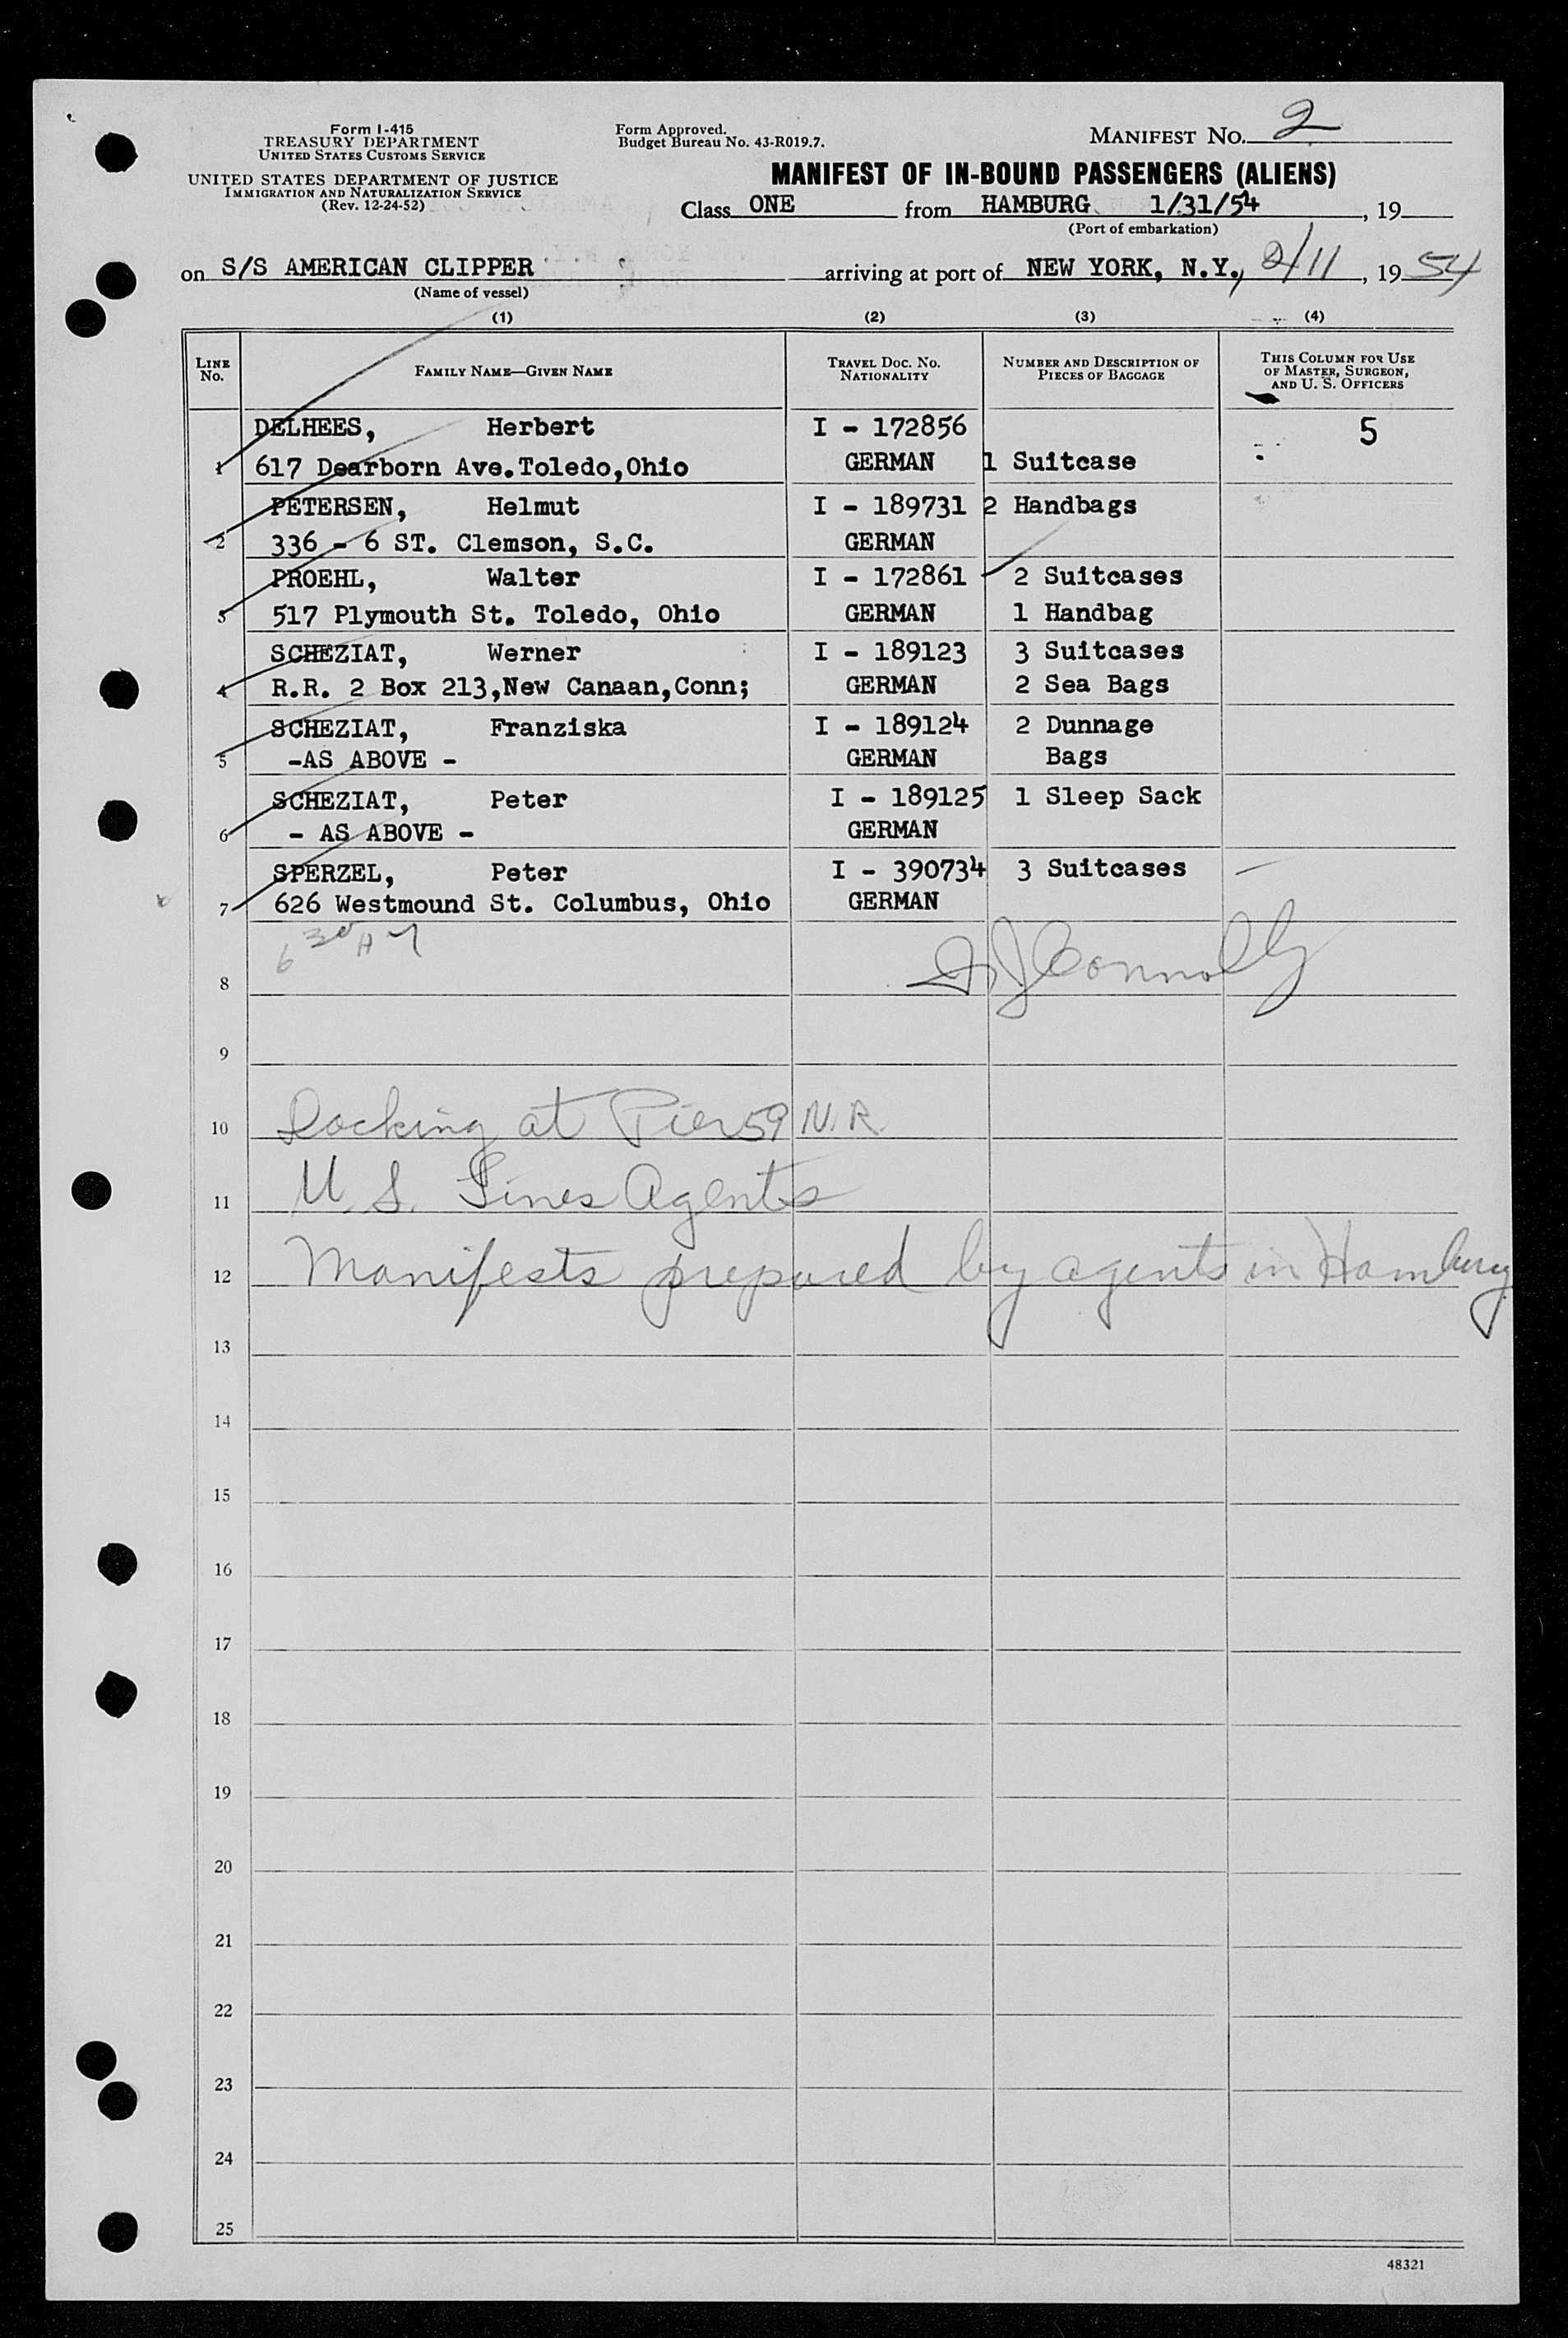 Form I-415
TREASURY DEPARTMENT
UNITED STATES CUSTOMS SERVICE
UNITED STATES DEPARTMENT OF JUSTICE
IMMIGRATION AND NATURALIZATION SERVICE
(Rev. 12-24-52)
Form Approved.
Budget Bureau No. 43-R019.7.
MANIFEST NO. 2
MANIFEST OF IN-BOUND PASSENGERS (ALIENS)
Class ONE from HAMBURG 1/31/54, 19
(Port of embarkation)
on S/S AMERICAN CLIPPER arriving at port of NEW YORK, N.Y., 2/11, 19 54
(Name of vessel)
(1) (2) (3) (4)
LINE No. FAMILY NAME—GIVEN NAME TRAVEL DOC. NO. NATIONALITY NUMBER AND DESCRIPTION OF PIECES OF BAGGAGE THIS COLUMN FOR USE OF MASTER, SURGEON, AND U. S. OFFICERS
DELHEES, Herbert I - 172856 5
1 617 Dearborn Ave.Toledo,Ohio GERMAN 1 Suitcase
PETERSEN, Helmut I - 189731 2 Handbags
2 336 - 6 ST. Clemson, S.C. GERMAN
PROEHL, Walter I - 172861 2 Suitcases
3 517 Plymouth St. Toledo, Ohio GERMAN 1 Handbag
SCHEZIAT, Werner I - 189123 3 Suitcases
4 R.R. 2 Box 213,New Canaan,Conn; GERMAN 2 Sea Bags
SCHEZIAT, Franziska I - 189124 2 Dunnage
5 -AS ABOVE - GERMAN Bags
SCHEZIAT, Peter I - 189125 1 Sleep Sack
6 - AS ABOVE - GERMAN
SPERZEL, Peter I - 390734 3 Suitcases
7 626 Westmound St. Columbus, Ohio GERMAN
8 Connolly
9
10 Docking at Pier 59 N.R.
11 U.S. Lines Agents
12 Manifests prepared by agents in Hamburg
13
14
15
16
17
18
19
20
21
22
23
24
25
48321